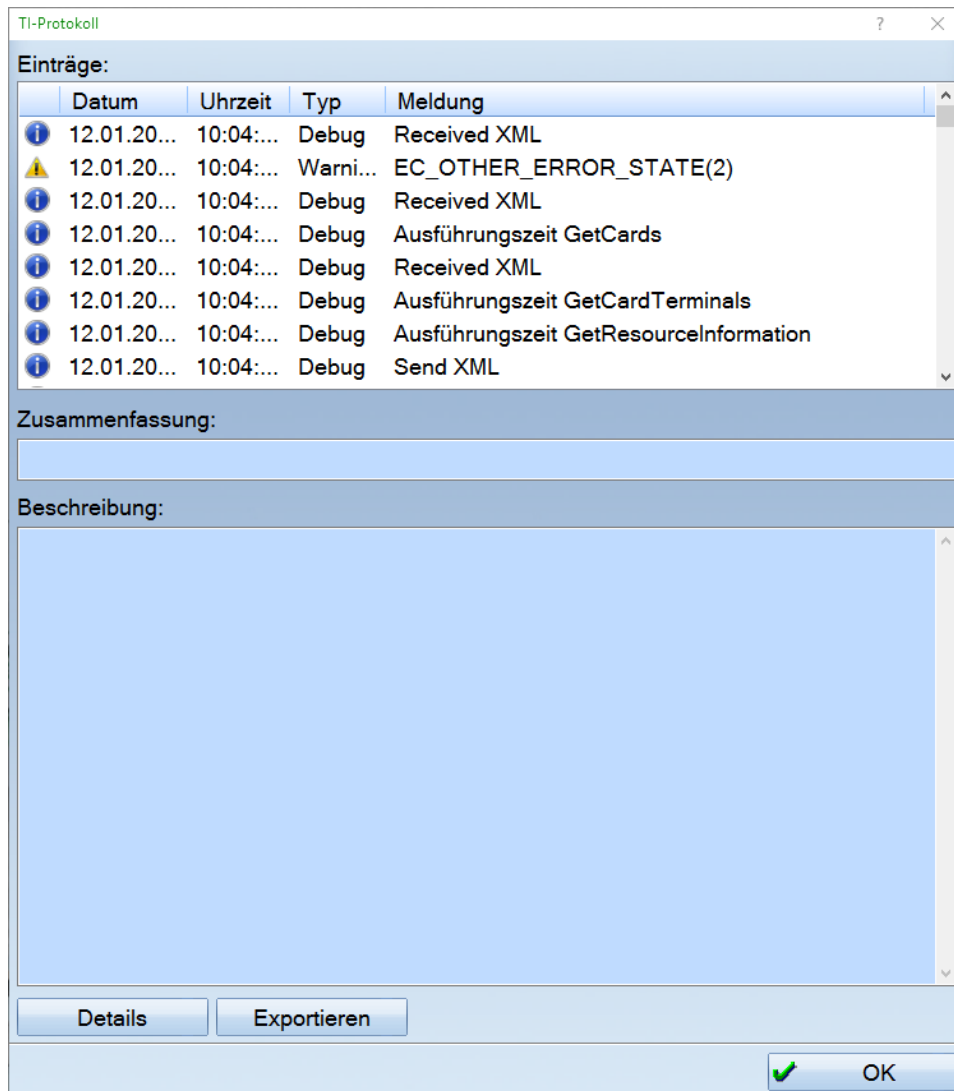 TI-Protokoll
Einträge:
Datum Uhrzeit Typ Meldung
12.01.20... 10:04:... Debug Received XML
12.01.20... 10:04:... Warni... EC_OTHER_ERROR_STATE(2)
12.01.20... 10:04:... Debug Received XML
12.01.20... 10:04:... Debug Ausführungszeit GetCards
12.01.20... 10:04:... Debug Received XML
12.01.20... 10:04:... Debug Ausführungszeit GetCardTerminals
12.01.20... 10:04:... Debug Ausführungszeit GetResourceInformation
12.01.20... 10:04:... Debug Send XML
Zusammenfassung:
Beschreibung:
Details Exportieren
OK